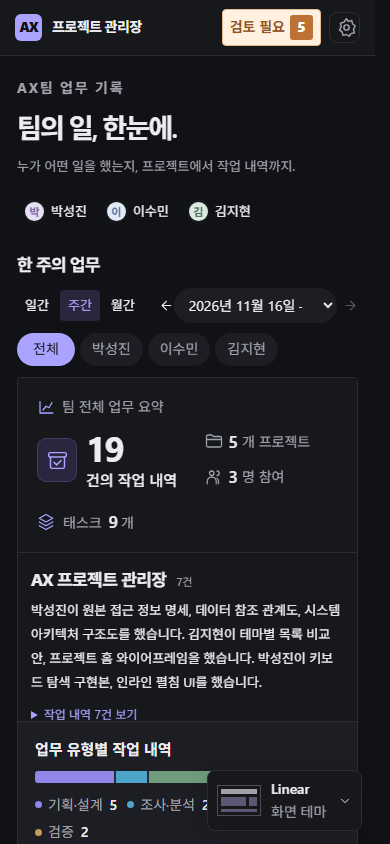 AX 프로젝트 관리장 검토 필요 5
AX팀 업무 기록
팀의 일, 한눈에.
누가 어떤 일을 했는지, 프로젝트에서 작업 내역까지.
박 박성진 이 이수민 김 김지현
한 주의 업무
일간 주간 월간 ← 2026년 11월 16일 - →
전체 박성진 이수민 김지현
팀 전체 업무 요약
19
건의 작업 내역
5 개 프로젝트
3 명 참여
태스크 9 개
AX 프로젝트 관리장 7건
박성진이 원본 접근 정보 명세, 데이터 참조 관계도, 시스템
아키텍처 구조도를 했습니다. 김지현이 테마별 목록 비교
안, 프로젝트 홈 와이어프레임을 했습니다. 박성진이 키보
드 탐색 구현본, 인라인 펼침 UI를 했습니다.
▶ 작업 내역 7건 보기
업무 유형별 작업 내역
기획·설계 5 조사·분석 2
검증 2
Linear
화면 테마